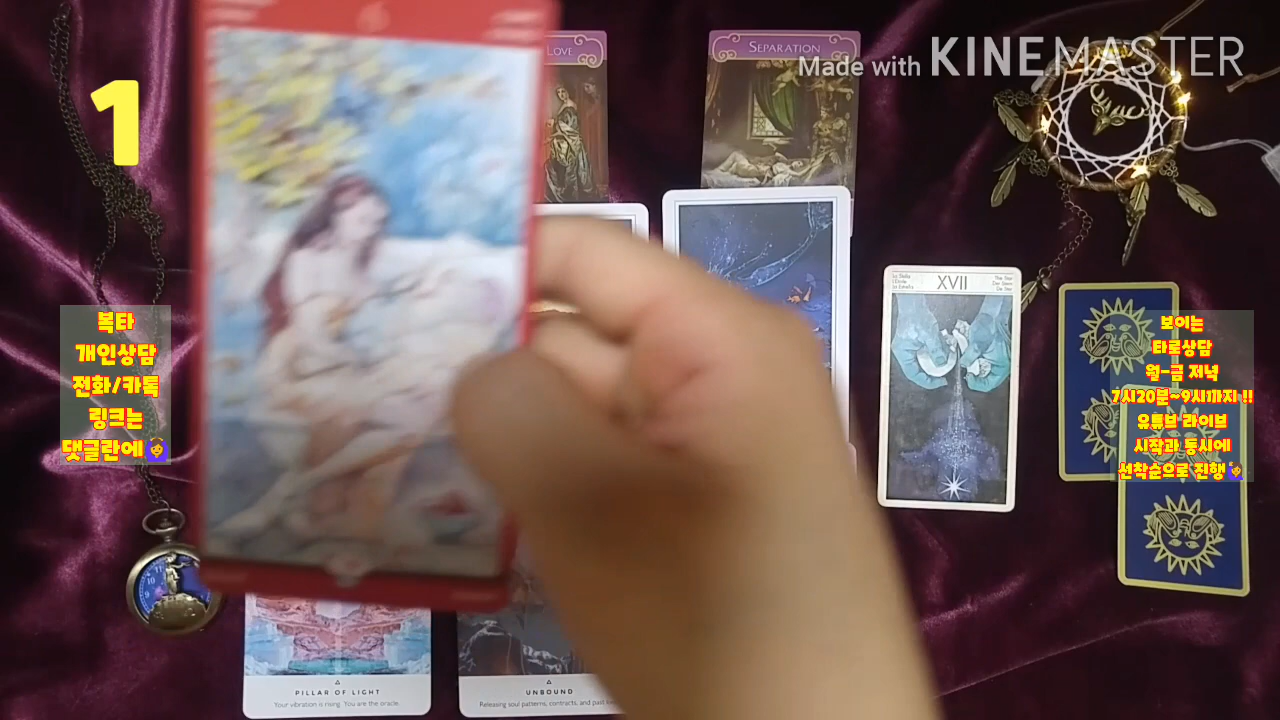 1
LOVE
SEPARATION
Made with KINEMASTER
XVII
복타
개인상담
전화/카톡
링크는
댓글란에
보이는
타로상담
월-금 저녁
7시20분~9시까지 !!
유튜브 라이브
시작과 동시에
선착순으로 진행
PILLAR OF LIGHT
Your vibration is rising. You are the oracle.
UNBOUND
Releasing soul patterns, contracts, and past